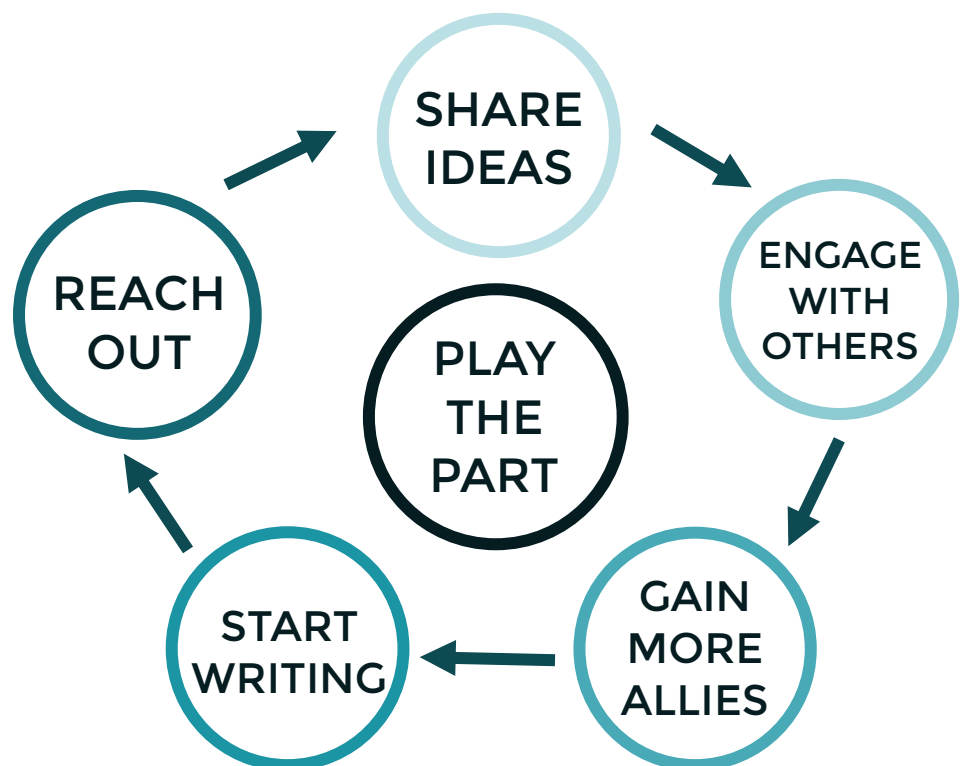 SHARE
IDEAS
ENGAGE
WITH
OTHERS
GAIN
MORE
ALLIES
START
WRITING
REACH
OUT
PLAY
THE
PART